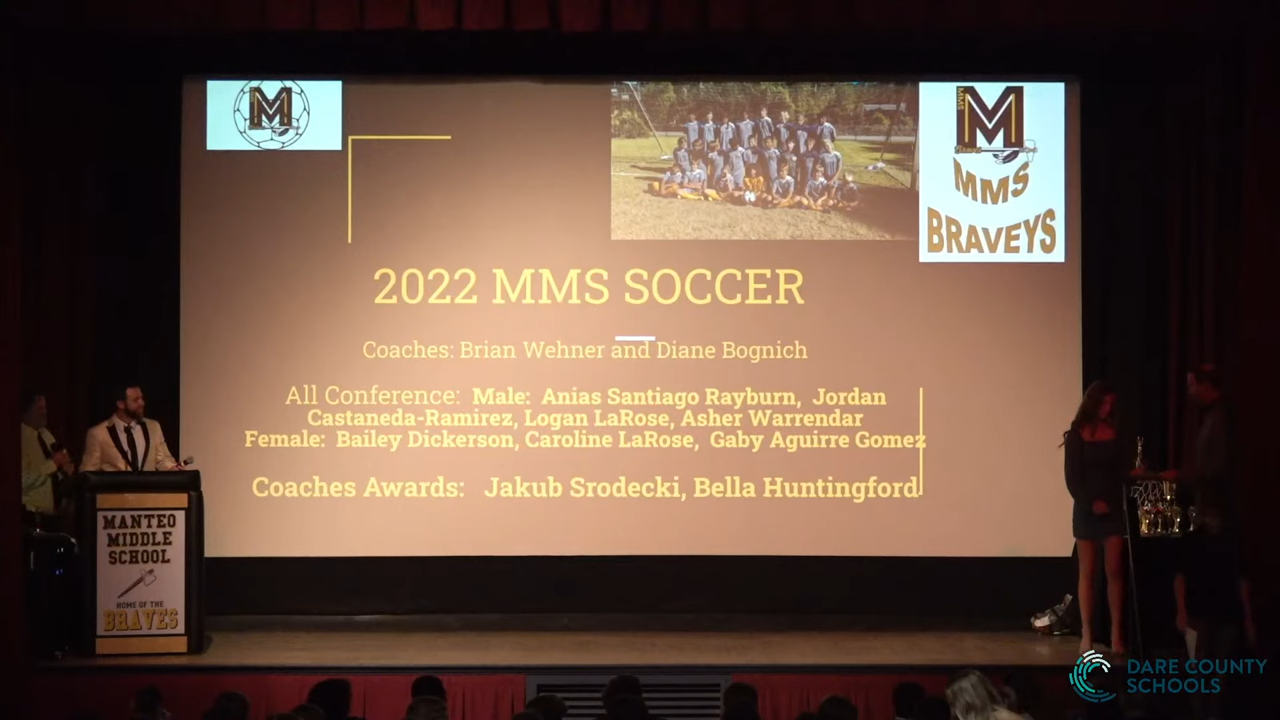 M
MMS
M
MMS
BRAVEYS
2022 MMS SOCCER
Coaches: Brian Wehner and Diane Bognich
All Conference: Male: Anias Santiago Rayburn, Jordan
Castaneda-Ramirez, Logan LaRose, Asher Warrendar
Female: Bailey Dickerson, Caroline LaRose, Gaby Aguirre Gomez
Coaches Awards: Jakub Srodecki, Bella Huntingford
MANTEO
MIDDLE
SCHOOL
HOME OF THE
BRAVES
DARE COUNTY
SCHOOLS